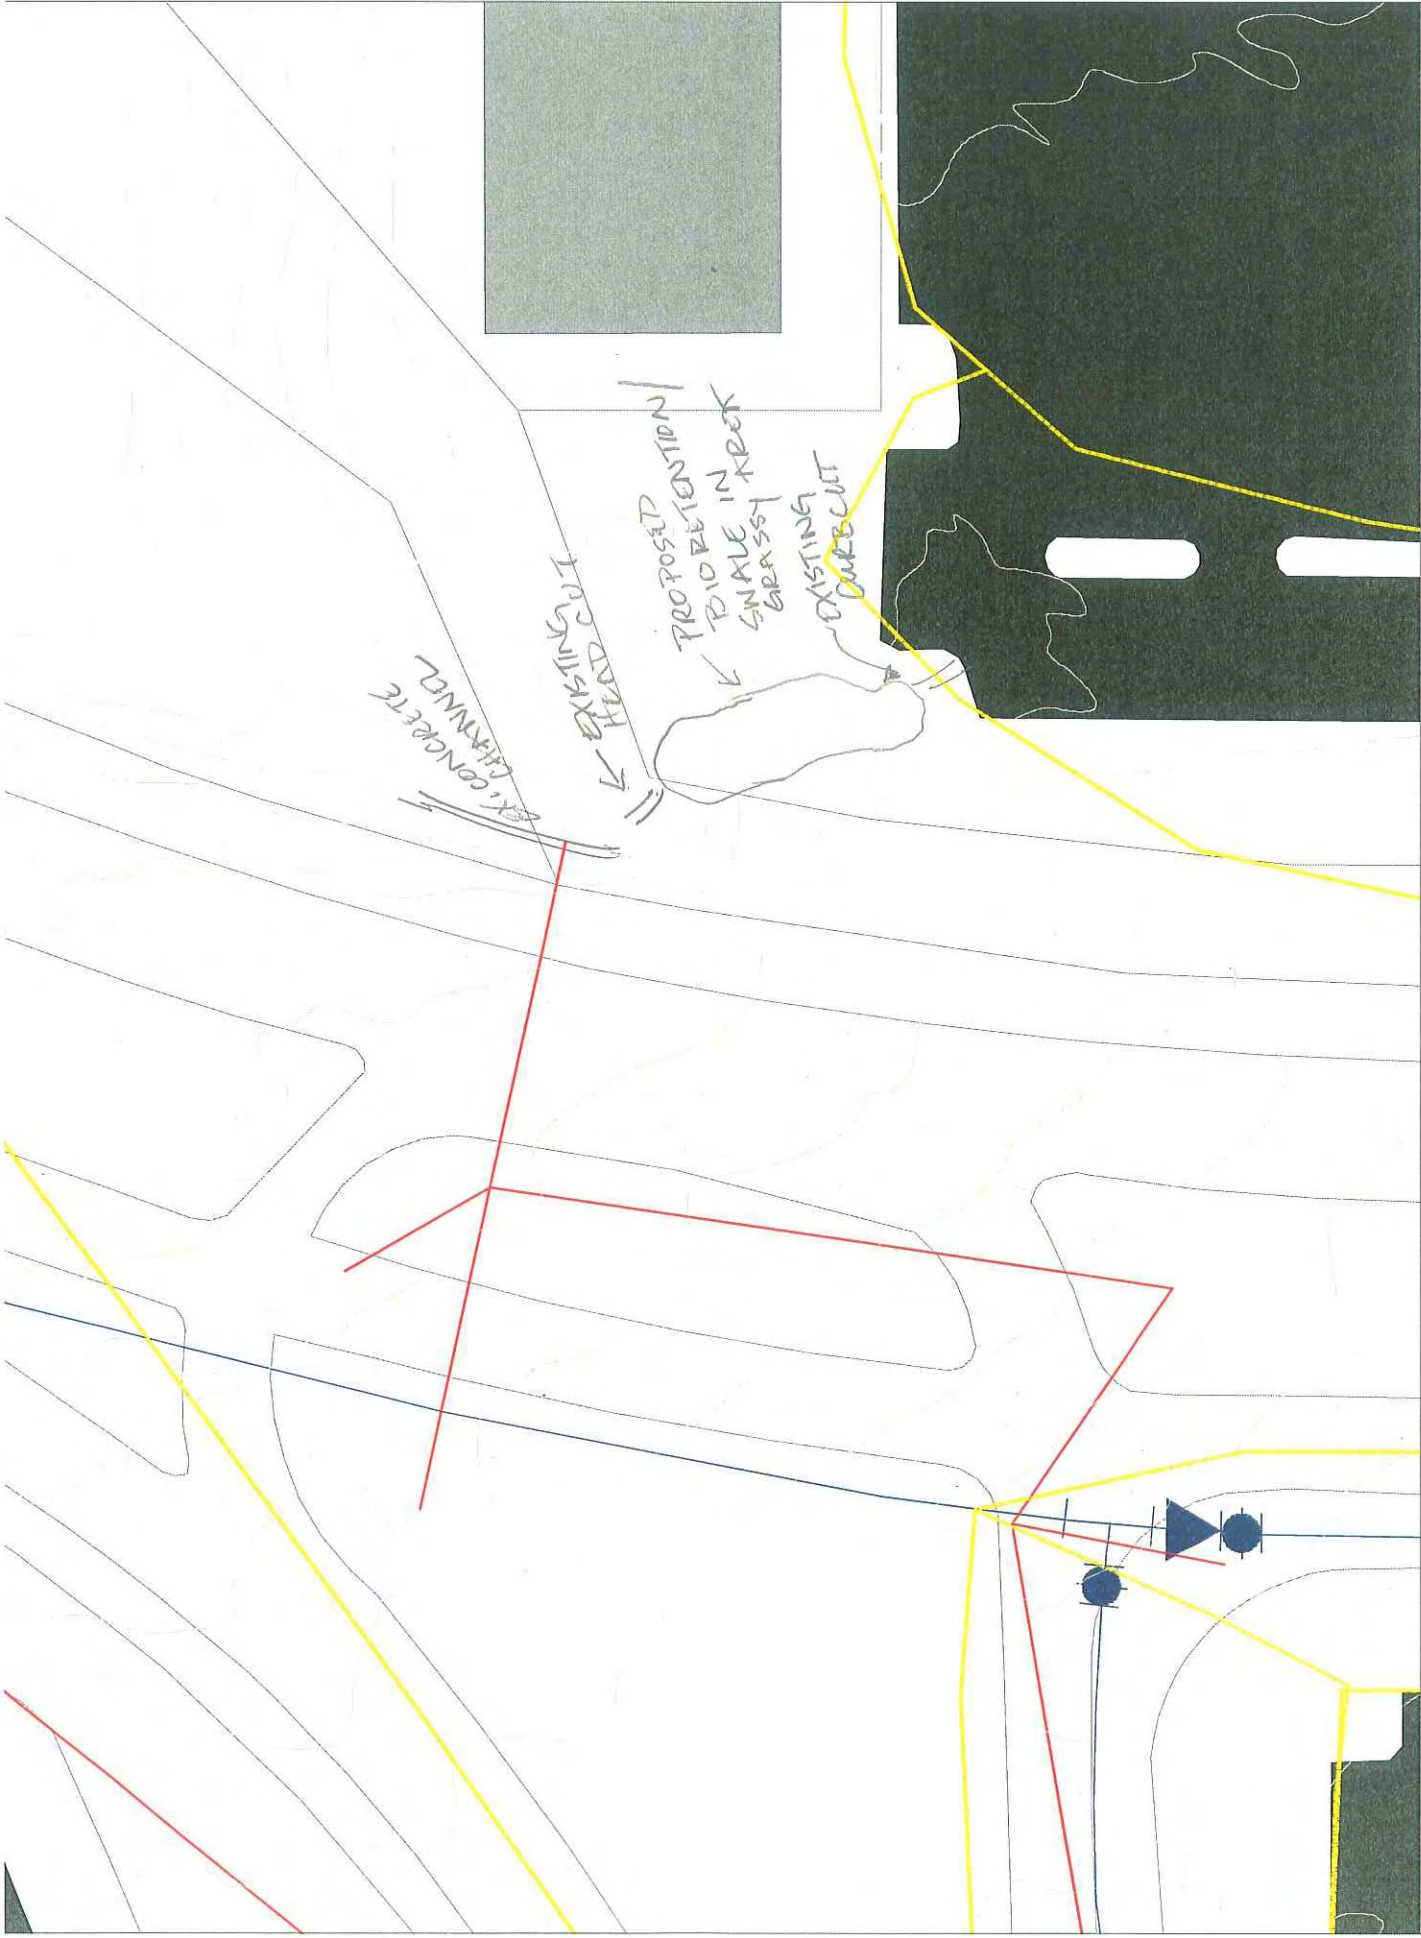 PROPOSED
BIORETENTION/
SWALE IN
GRASSY AREA
EXISTING
CURB CUT
EXISTING
HEAD CUT
EX. CONCRETE
CHANNEL